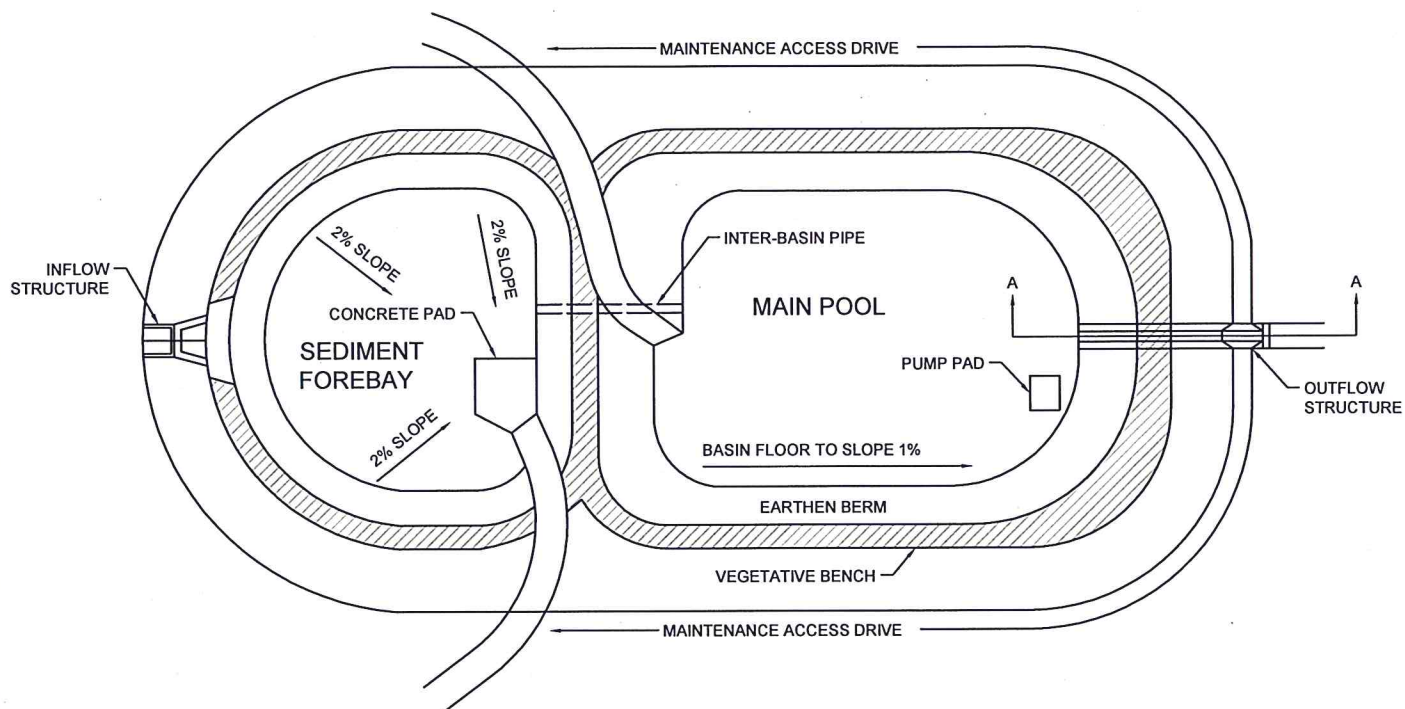 MAINTENANCE ACCESS DRIVE
2% SLOPE
2% SLOPE
INTER-BASIN PIPE
INFLOW
STRUCTURE
A
A
CONCRETE PAD
MAIN POOL
SEDIMENT
FOREBAY
PUMP PAD
OUTFLOW
STRUCTURE
2% SLOPE
BASIN FLOOR TO SLOPE 1%
EARTHEN BERM
VEGETATIVE BENCH
MAINTENANCE ACCESS DRIVE